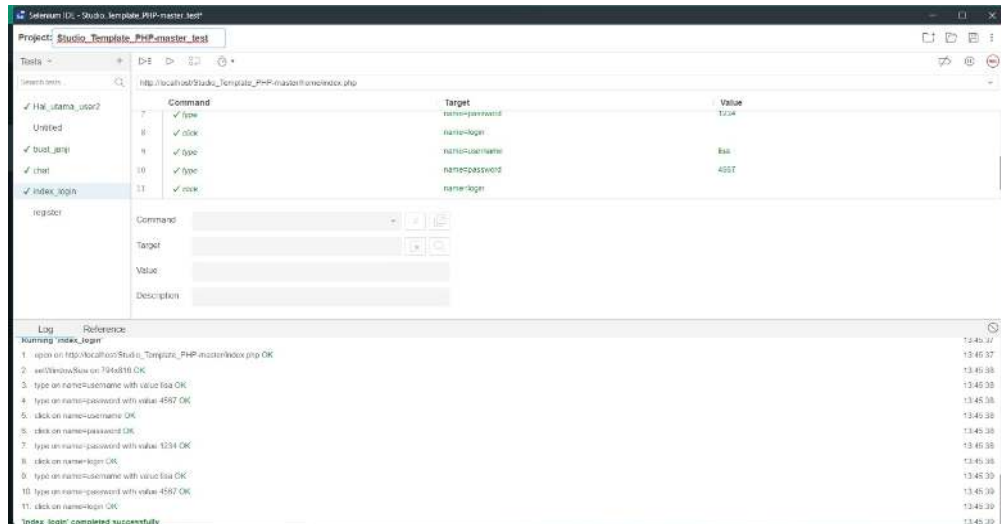 Selenium IDE - Studio_Template_PHP-master_test*
Project: Studio_Template_PHP-master_test
Tests
Search tests...
http://localhost/Studio_Template_PHP-master/home/index.php
Command Target Value
✓ Hal_utama_user2
Untitled
✓ buat_janji
✓ chat
✓ index_login
register
7 ✓ type name=password 1234
8 ✓ click name=login
9 ✓ type name=username lisa
10 ✓ type name=password 4567
11 ✓ click name=login
Command
Target
Value
Description
Log Reference
Running 'index_login' 13:45:37
1. open on http://localhost/Studio_Template_PHP-master/index.php OK 13:45:37
2. setWindowSize on 794x816 OK 13:45:38
3. type on name=username with value lisa OK 13:45:38
4. type on name=password with value 4567 OK 13:45:38
5. click on name=username OK 13:45:38
6. click on name=password OK 13:45:38
7. type on name=password with value 1234 OK 13:45:38
8. click on name=login OK 13:45:38
9. type on name=username with value lisa OK 13:45:39
10. type on name=password with value 4567 OK 13:45:39
11. click on name=login OK 13:45:39
'index_login' completed successfully 13:45:39